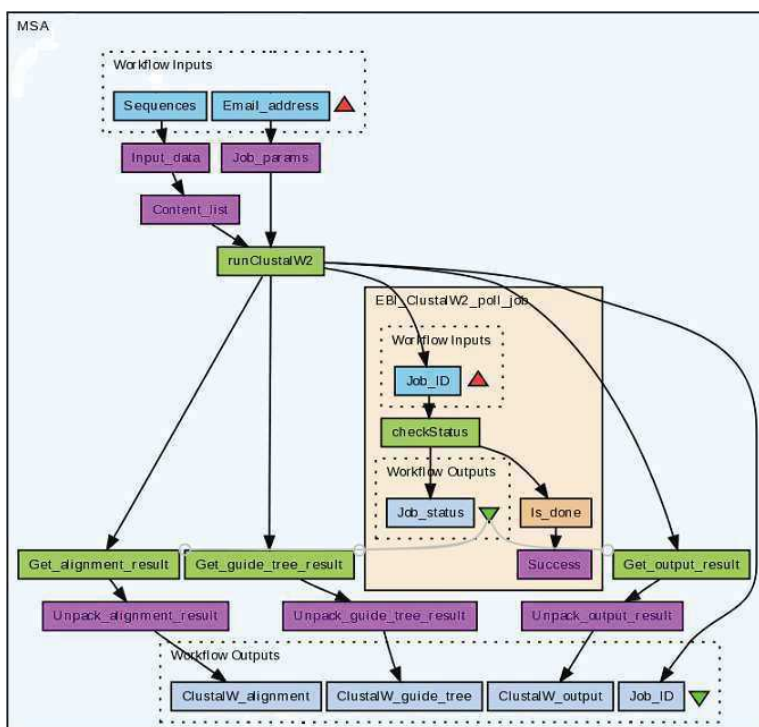 MSA
Workflow Inputs
Sequences
Email_address
Input_data
Job_params
Content_list
runClustalW2
EBI_ClustalW2_poll_job
Workflow Inputs
Job_ID
checkStatus
Workflow Outputs
Job_status
Is_done
Get_alignment_result
Get_guide_tree_result
Success
Get_output_result
Unpack_alignment_result
Unpack_guide_tree_result
Unpack_output_result
Workflow Outputs
ClustalW_alignment
ClustalW_guide_tree
ClustalW_output
Job_ID